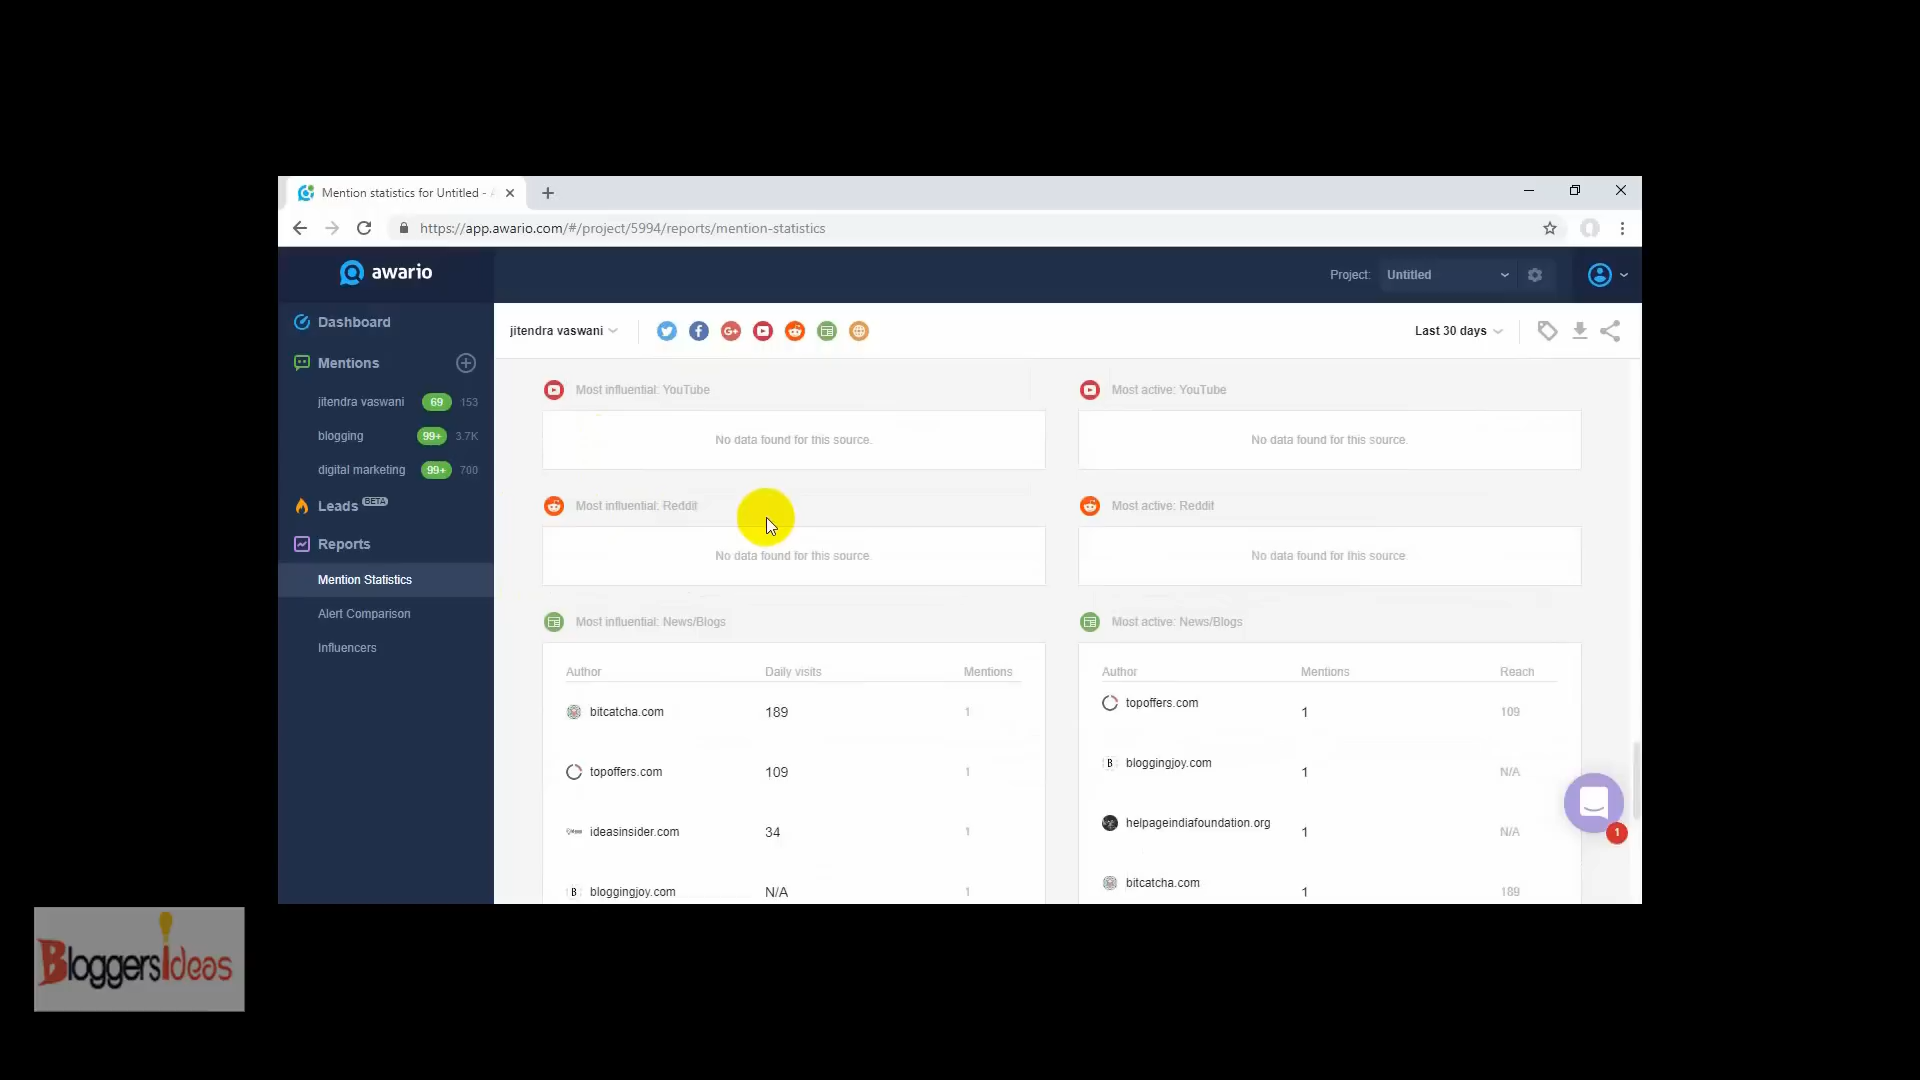 Mention statistics for Untitled -
https://app.awario.com/#/project/5994/reports/mention-statistics
awario
Project: Untitled
Dashboard
Mentions
jitendra vaswani 69 153
blogging 99+ 3.7K
digital marketing 99+ 700
Leads BETA
Reports
Mention Statistics
Alert Comparison
Influencers
jitendra vaswani
Last 30 days
Most influential: YouTube
No data found for this source.
Most active: YouTube
No data found for this source.
Most influential: Reddit
No data found for this source.
Most active: Reddit
No data found for this source.
Most influential: News/Blogs
Author Daily visits Mentions
bitcatcha.com 189 1
topoffers.com 109 1
ideasinsider.com 34 1
B bloggingjoy.com N/A 1
Most active: News/Blogs
Author Mentions Reach
topoffers.com 1 109
B bloggingjoy.com 1 N/A
helpageindiafoundation.org 1 N/A
bitcatcha.com 1 189
1
BloggersIdeas